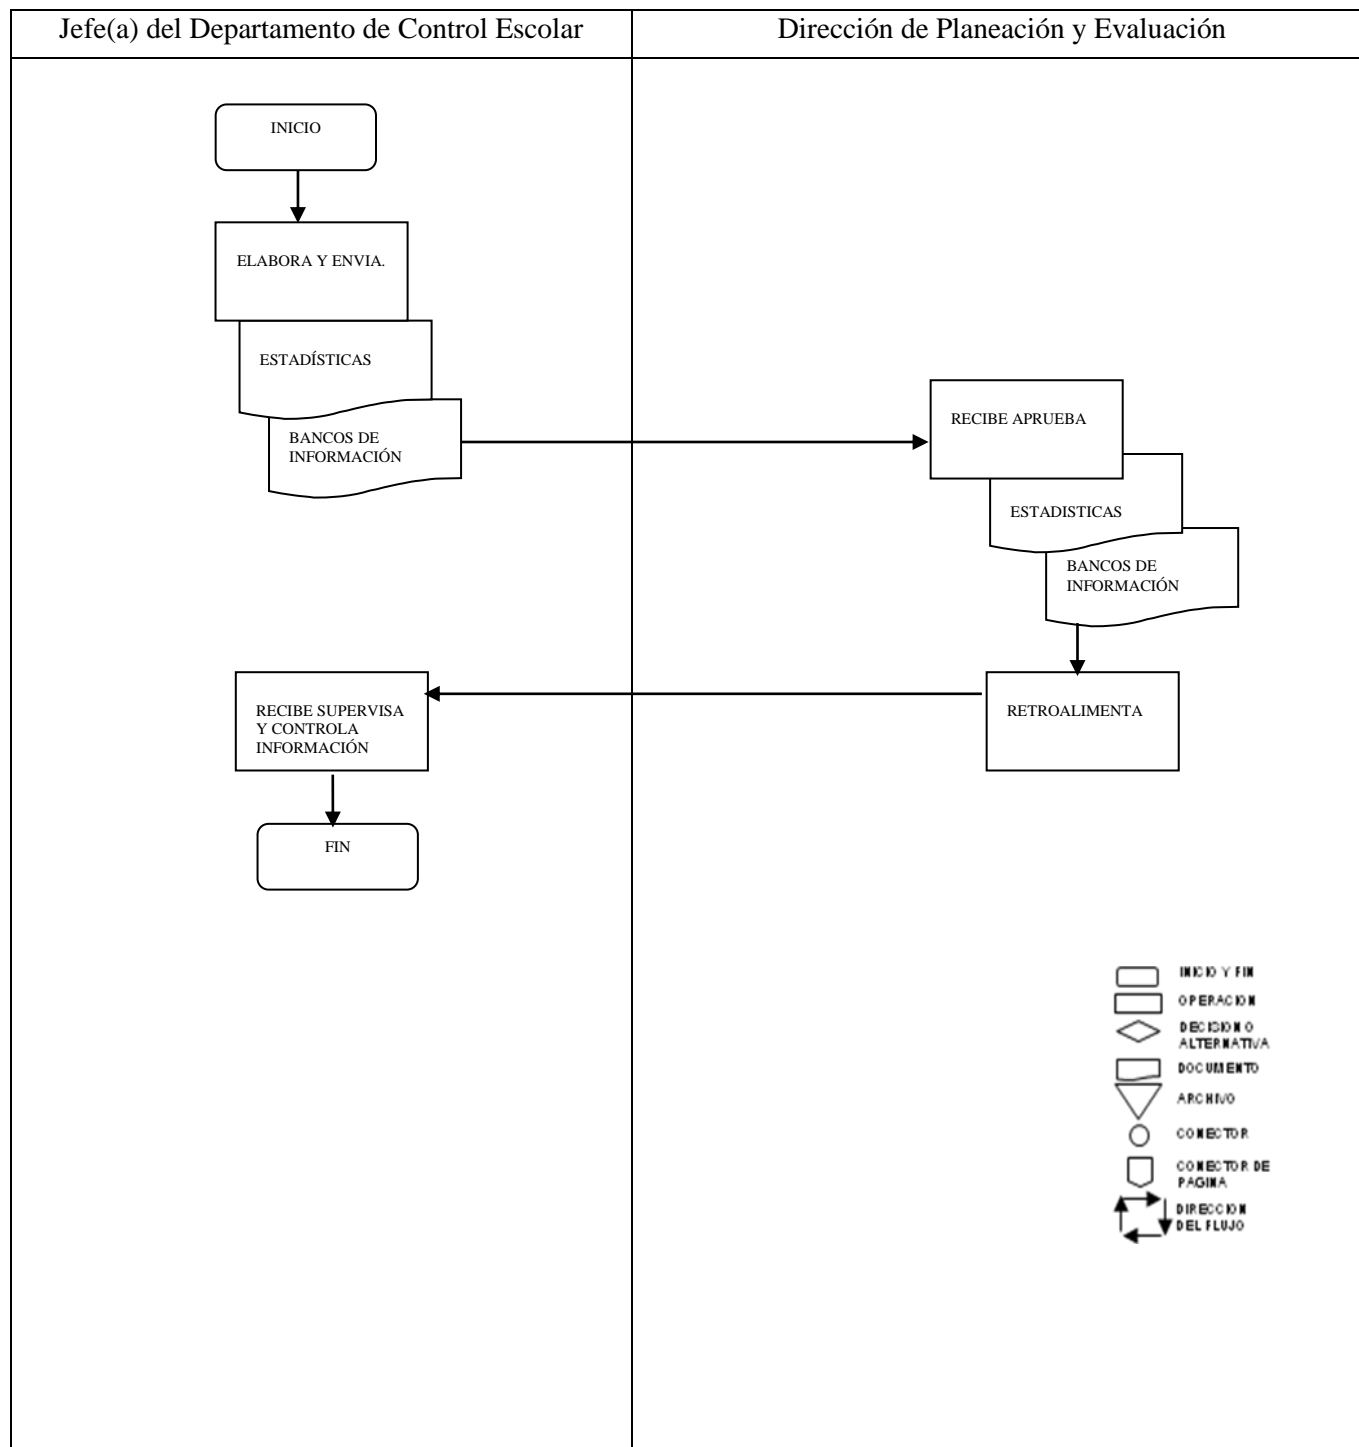 Jefe(a) del Departamento de Control Escolar
Dirección de Planeación y Evaluación
INICIO
ELABORA Y ENVIA.
ESTADÍSTICAS
BANCOS DE
INFORMACIÓN
RECIBE APRUEBA
ESTADISTICAS
BANCOS DE
INFORMACIÓN
RETROALIMENTA
RECIBE SUPERVISA
Y CONTROLA
INFORMACIÓN
FIN
INICIO Y FIN
OPERACION
DECISION O
ALTERNATIVA
DOCUMENTO
ARCHIVO
CONECTOR
CONECTOR DE
PAGINA
DIRECCION
DEL FLUJO